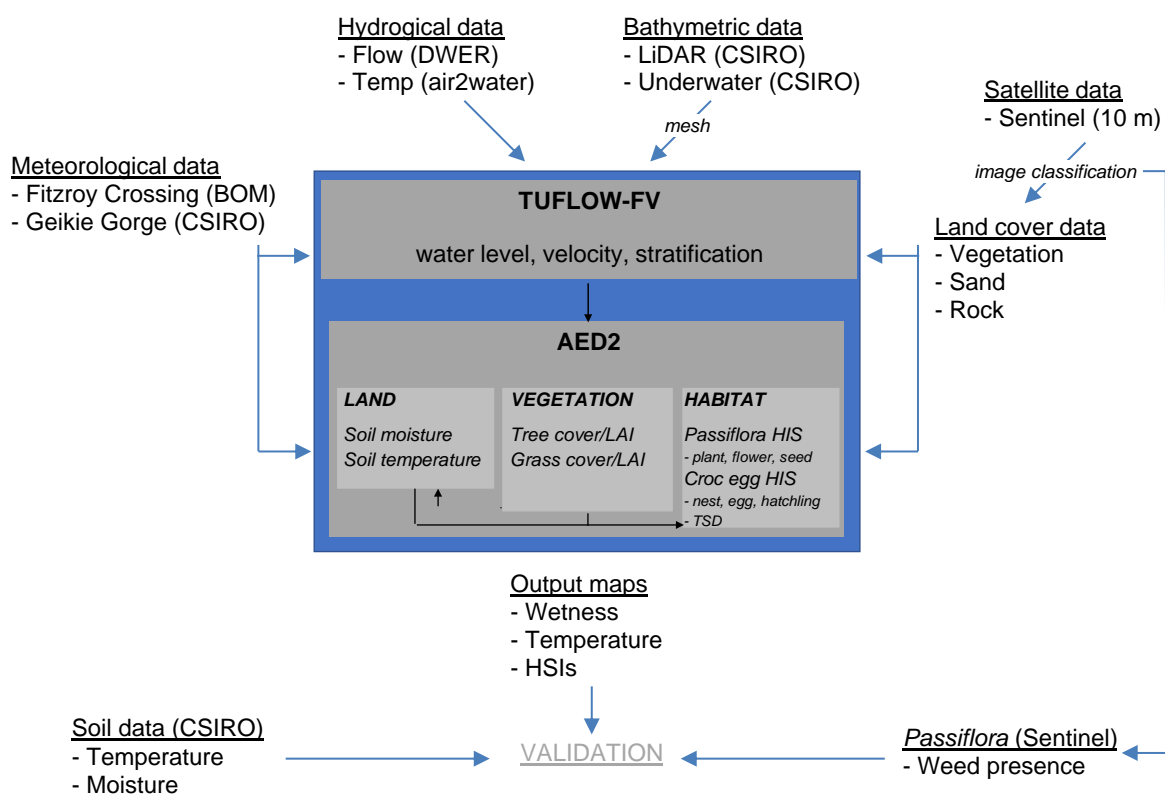 Hydrogical data
- Flow (DWER)
- Temp (air2water)
Bathymetric data
- LiDAR (CSIRO)
- Underwater (CSIRO)
mesh
Satellite data
- Sentinel (10 m)
image classification
Meteorological data
- Fitzroy Crossing (BOM)
- Geikie Gorge (CSIRO)
Land cover data
- Vegetation
- Sand
- Rock
TUFLOW-FV
water level, velocity, stratification
AED2
LAND
Soil moisture
Soil temperature
VEGETATION
Tree cover/LAI
Grass cover/LAI
HABITAT
Passiflora HIS
- plant, flower, seed
Croc egg HIS
- nest, egg, hatchling
- TSD
Output maps
- Wetness
- Temperature
- HSIs
Soil data (CSIRO)
- Temperature
- Moisture
VALIDATION
Passiflora (Sentinel)
- Weed presence